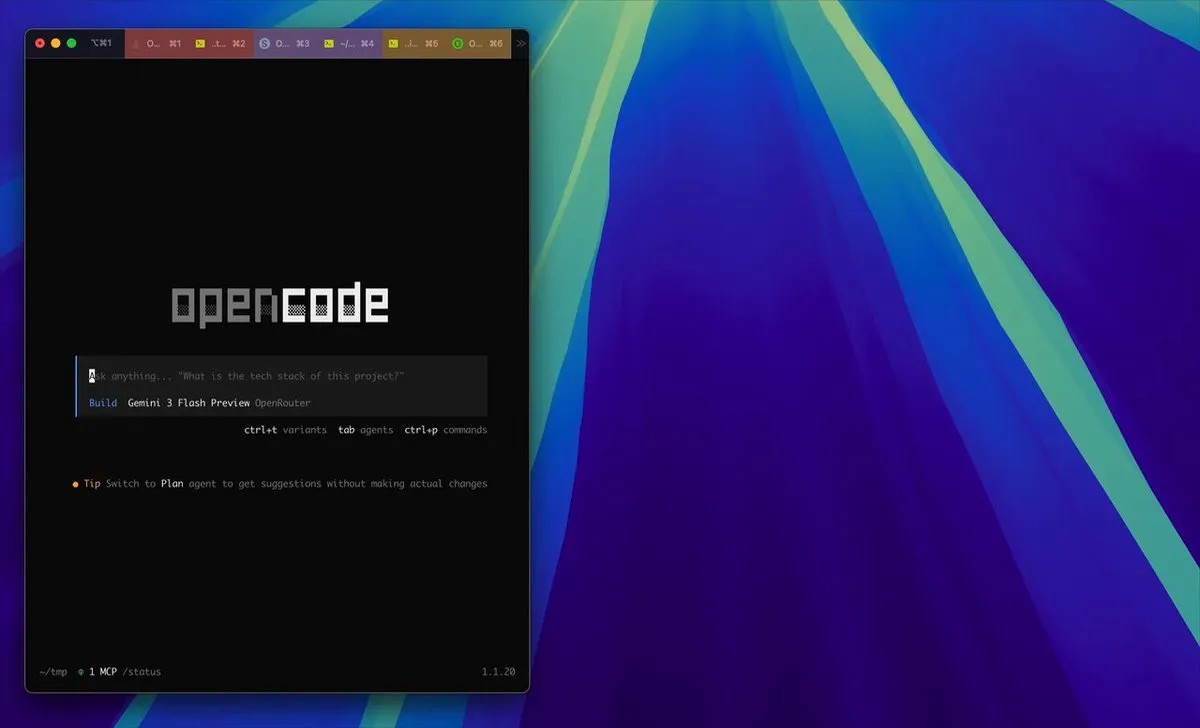 ⌥⌘1 O... ⌘1 ..t... ⌘2 O... ⌘3 ~/... ⌘4 ..i... ⌘5 O... ⌘6
opencode
Ask anything... "What is the tech stack of this project?"
Build Gemini 3 Flash Preview OpenRouter
ctrl+t variants tab agents ctrl+p commands
● Tip Switch to Plan agent to get suggestions without making actual changes
~/tmp 1 MCP /status 1.1.20